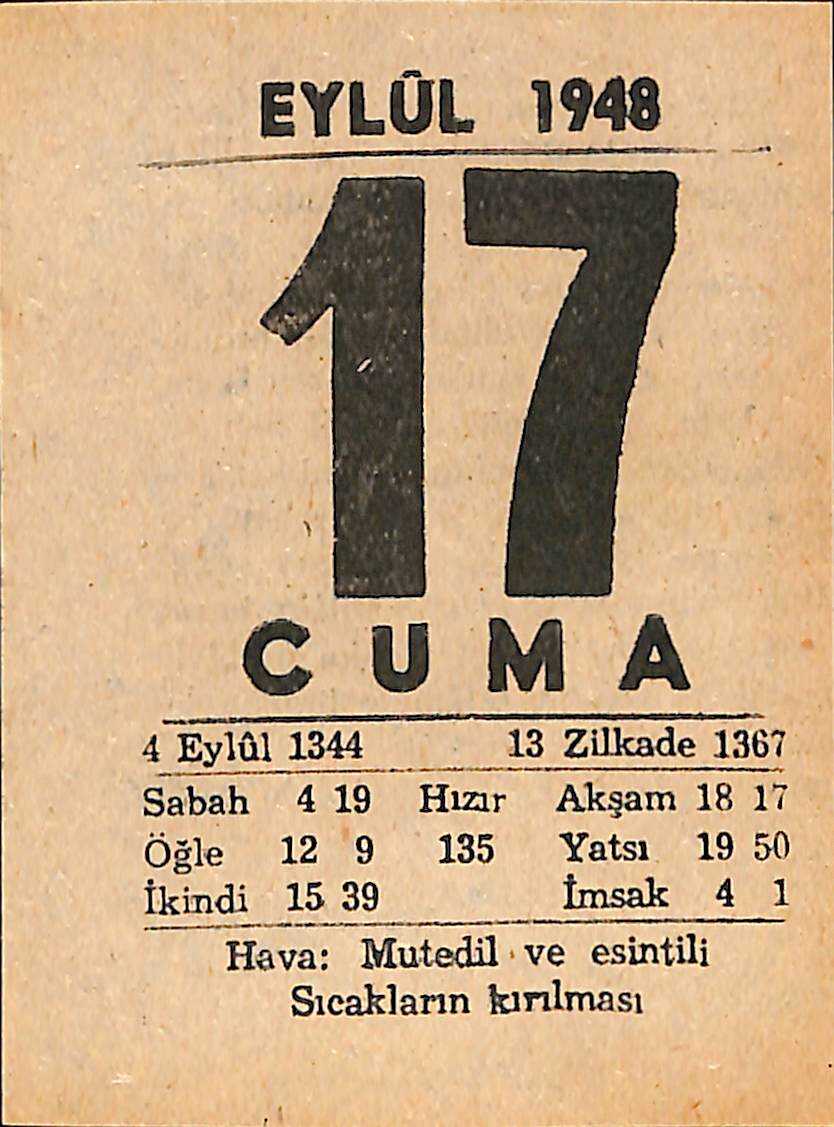 EYLÛL 1948
17
CUMA
4 Eylûl 1344 13 Zilkade 1367
Sabah 4 19 Hızır Akşam 18 17
Öğle 12 9 135 Yatsı 19 50
İkindi 15 39 İmsak 4 1
Hava: Mutedil ve esintili
Sıcakların kırılması